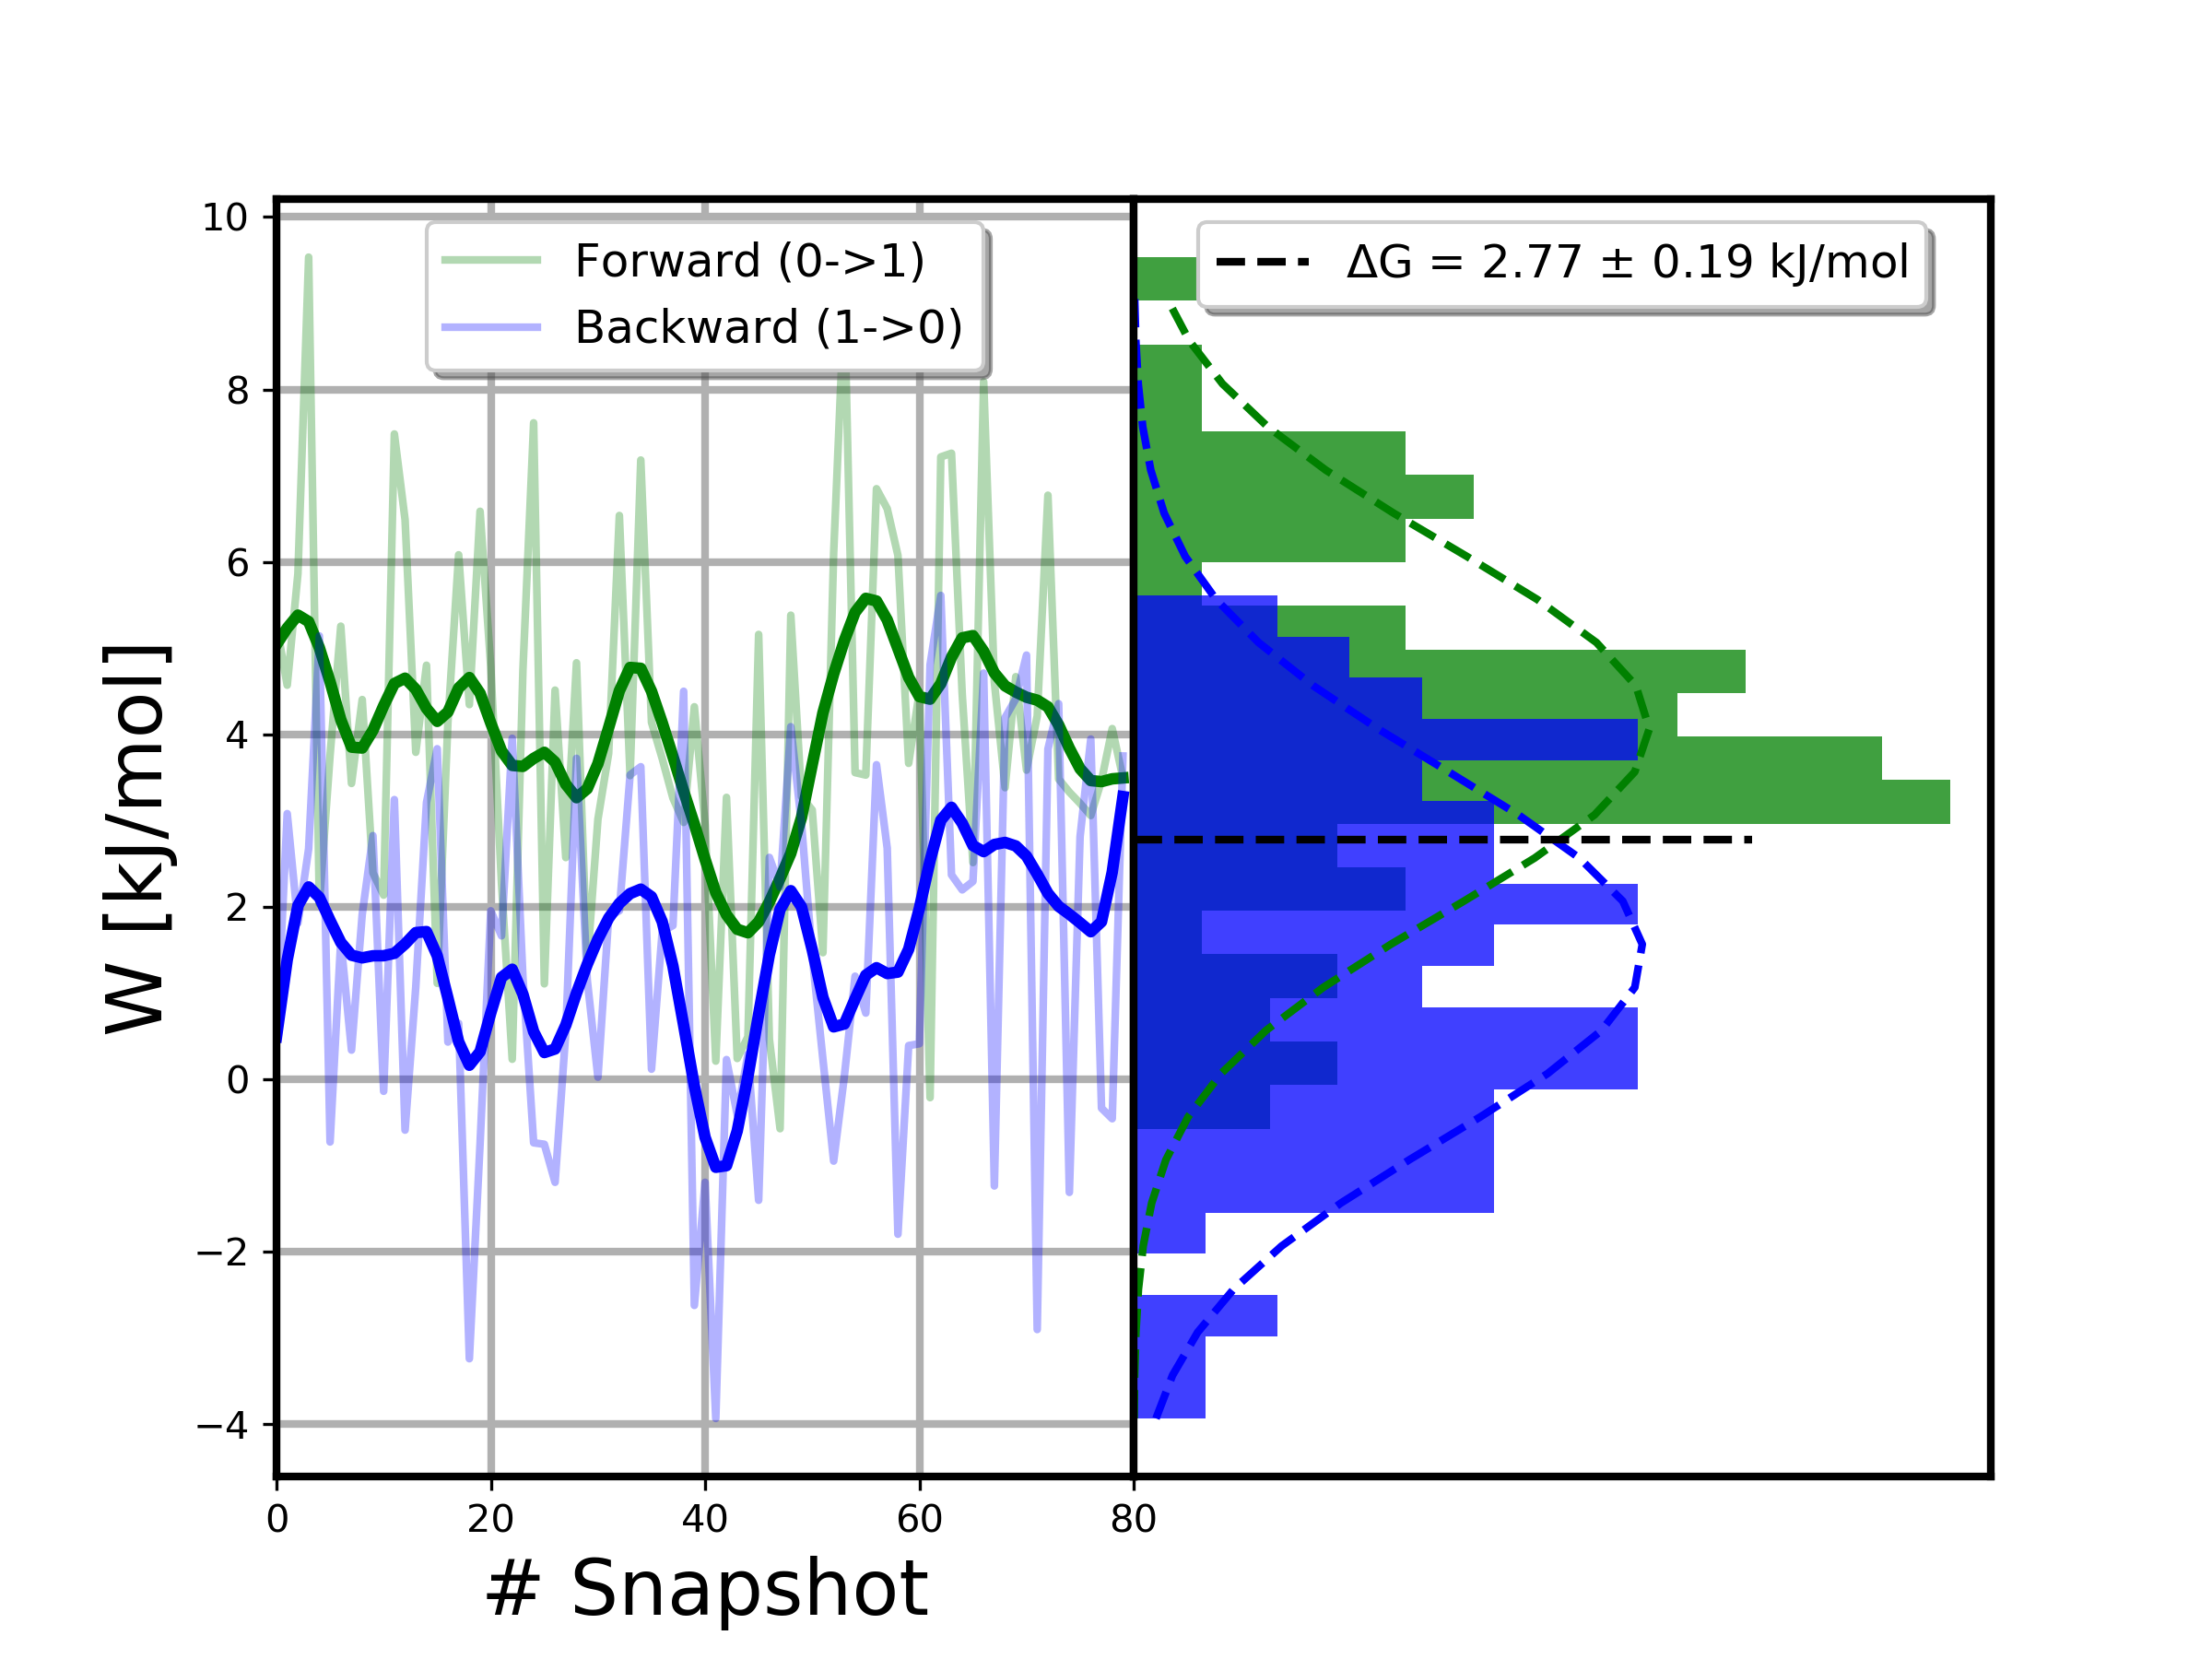 10
8
6
4
2
0
−2
−4
W [kJ/mol]
Forward (0->1)
Backward (1->0)
ΔG = 2.77 ± 0.19 kJ/mol
0 20 40 60 80
# Snapshot